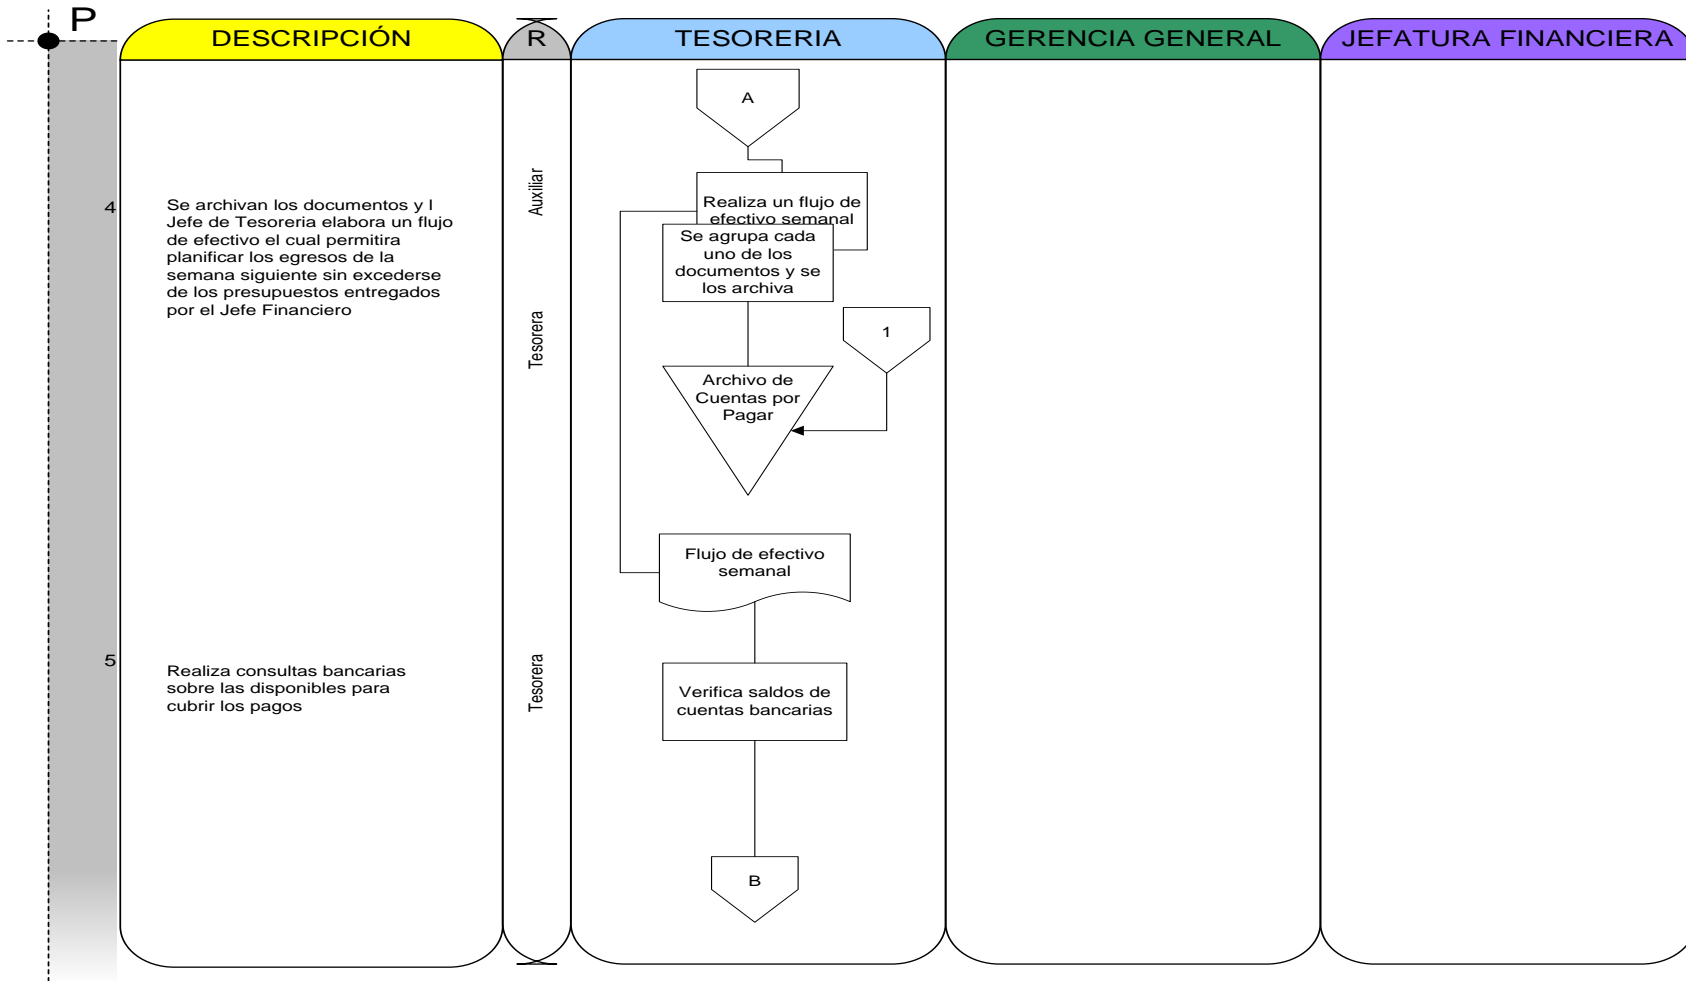 P
DESCRIPCIÓN
R
TESORERIA
GERENCIA GENERAL
JEFATURA FINANCIERA
A
4
Se archivan los documentos y l
Jefe de Tesoreria elabora un flujo
de efectivo el cual permitira
planificar los egresos de la
semana siguiente sin excederse
de los presupuestos entregados
por el Jefe Financiero
Auxiliar
Realiza un flujo de
efectivo semanal
Se agrupa cada
uno de los
documentos y se
los archiva
Tesorera
1
Archivo de
Cuentas por
Pagar
Flujo de efectivo
semanal
5
Realiza consultas bancarias
sobre las disponibles para
cubrir los pagos
Tesorera
Verifica saldos de
cuentas bancarias
B